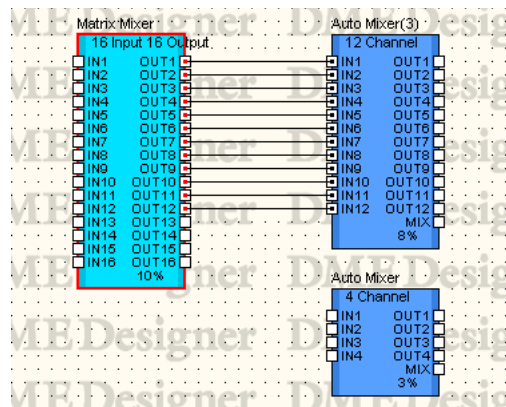 Matrix Mixer
16 Input 16 Output
IN1 OUT1
IN2 OUT2
IN3 OUT3
IN4 OUT4
IN5 OUT5
IN6 OUT6
IN7 OUT7
IN8 OUT8
IN9 OUT9
IN10 OUT10
IN11 OUT11
IN12 OUT12
IN13 OUT13
IN14 OUT14
IN15 OUT15
IN16 OUT16
10%
Auto Mixer(3)
12 Channel
IN1 OUT1
IN2 OUT2
IN3 OUT3
IN4 OUT4
IN5 OUT5
IN6 OUT6
IN7 OUT7
IN8 OUT8
IN9 OUT9
IN10 OUT10
IN11 OUT11
IN12 OUT12
MIX
8%
Auto Mixer
4 Channel
IN1 OUT1
IN2 OUT2
IN3 OUT3
IN4 OUT4
MIX
3%
ME Designer DME Desig